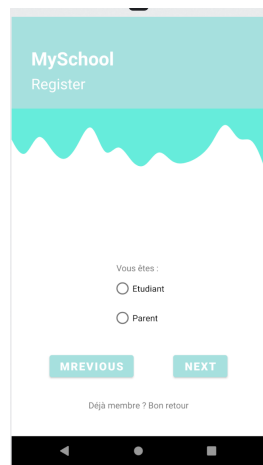 MySchool
Register
Vous êtes :
Etudiant
Parent
MREVIOUS NEXT
Déjà membre ? Bon retour